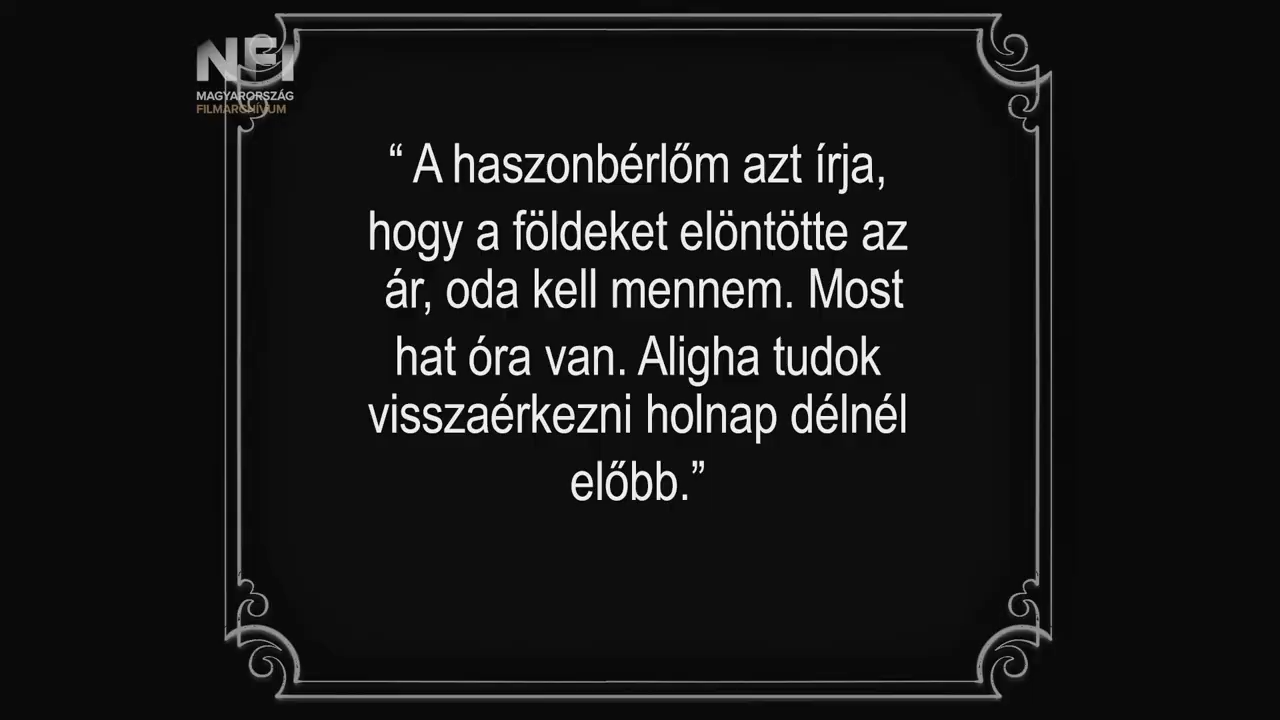 NFI
MAGYARORSZÁG
FILMARCHÍVUM
“ A haszonbérlőm azt írja,
hogy a földeket elöntötte az
ár, oda kell mennem. Most
hat óra van. Aligha tudok
visszaérkezni holnap délnél
előbb.”